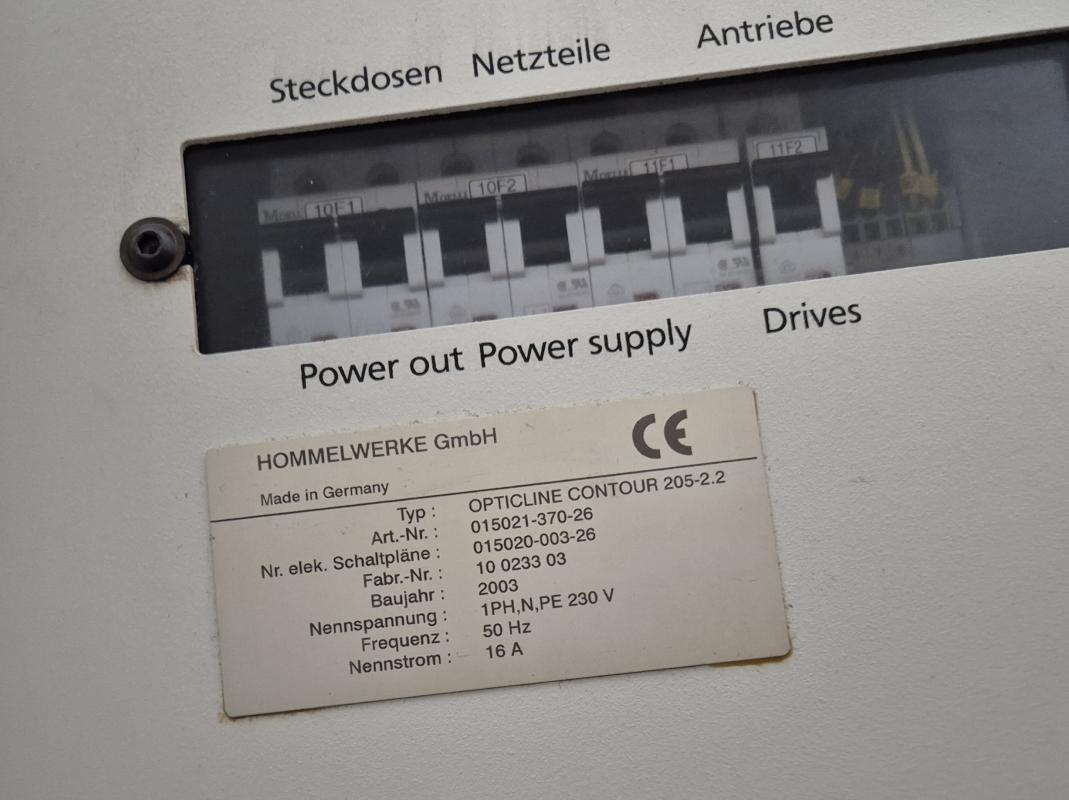 Steckdosen Netzteile Antriebe
10F1 10F2 11F1 11F2
Power out Power supply Drives
HOMMELWERKE GmbH
CE
Made in Germany
Typ : OPTICLINE CONTOUR 205-2.2
Art.-Nr. : 015021-370-26
Nr. elek. Schaltpläne : 015020-003-26
Fabr.-Nr. : 10 0233 03
Baujahr : 2003
Nennspannung : 1PH,N,PE 230 V
Frequenz : 50 Hz
Nennstrom : 16 A